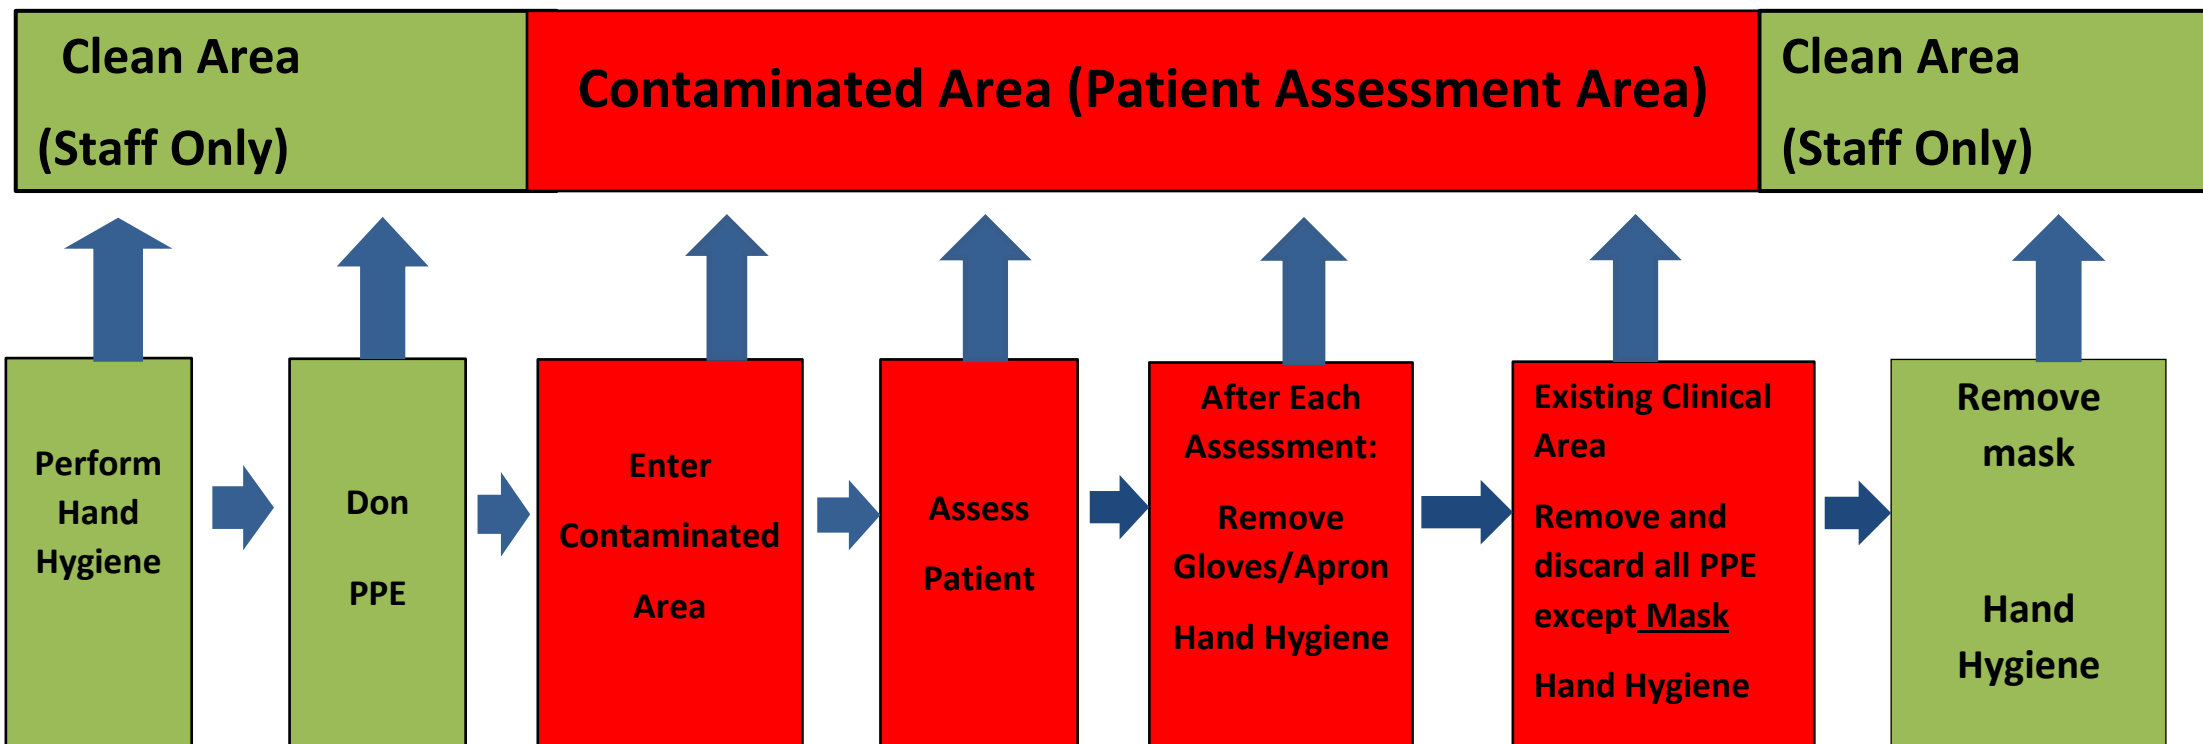 Clean Area
(Staff Only)
Contaminated Area (Patient Assessment Area)
Clean Area
(Staff Only)
Perform
Hand
Hygiene
Don
PPE
Enter
Contaminated
Area
Assess
Patient
After Each
Assessment:
Remove
Gloves/Apron
Hand Hygiene
Existing Clinical
Area
Remove and
discard all PPE
except Mask
Hand Hygiene
Remove
mask
Hand
Hygiene